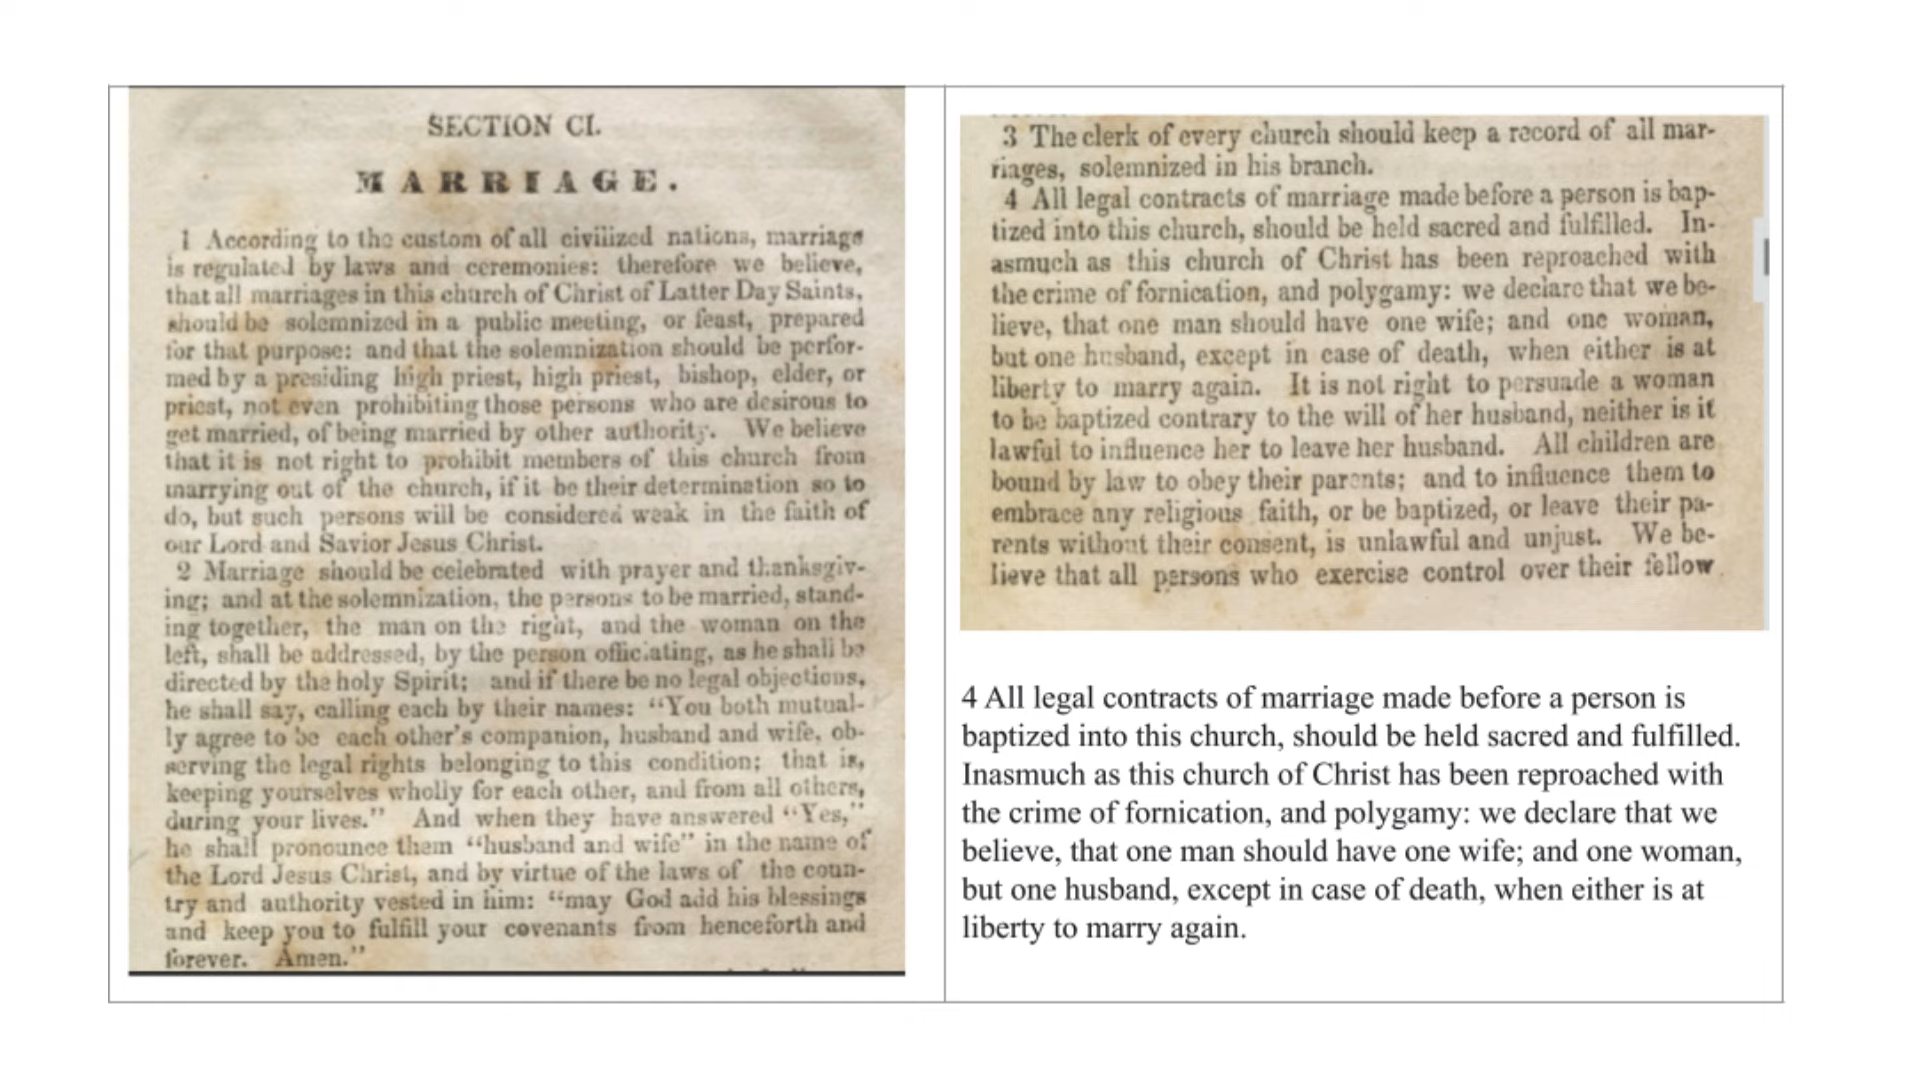 SECTION CI.
MARRIAGE.
1 According to the custom of all civilized nations, marriage
is regulated by laws and ceremonies: therefore we believe,
that all marriages in this church of Christ of Latter Day Saints,
should be solemnized in a public meeting, or feast, prepared
for that purpose: and that the solemnization should be perfor-
med by a presiding high priest, high priest, bishop, elder, or
priest, not even prohibiting those persons who are desirous to
get married, of being married by other authority. We believe
that it is not right to prohibit members of this church from
marrying out of the church, if it be their determination so to
do, but such persons will be considered weak in the faith of
our Lord and Savior Jesus Christ.
2 Marriage should be celebrated with prayer and thanksgiv-
ing; and at the solemnization, the persons to be married, stand-
ing together, the man on the right, and the woman on the
left, shall be addressed, by the person officiating, as he shall be
directed by the holy Spirit; and if there be no legal objections,
he shall say, calling each by their names: “You both mutual-
ly agree to be each other's companion, husband and wife, ob-
serving the legal rights belonging to this condition; that is,
keeping yourselves wholly for each other, and from all others,
during your lives.” And when they have answered “Yes,”
he shall pronounce them “husband and wife” in the name of
the Lord Jesus Christ, and by virtue of the laws of the coun-
try and authority vested in him: “may God add his blessings
and keep you to fulfill your covenants from henceforth and
forever. Amen.”
3 The clerk of every church should keep a record of all mar-
riages, solemnized in his branch.
4 All legal contracts of marriage made before a person is bap-
tized into this church, should be held sacred and fulfilled. In-
asmuch as this church of Christ has been reproached with
the crime of fornication, and polygamy: we declare that we be-
lieve, that one man should have one wife; and one woman,
but one husband, except in case of death, when either is at
liberty to marry again. It is not right to persuade a woman
to be baptized contrary to the will of her husband, neither is it
lawful to influence her to leave her husband. All children are
bound by law to obey their parents; and to influence them to
embrace any religious faith, or be baptized, or leave their pa-
rents without their consent, is unlawful and unjust. We be-
lieve that all persons who exercise control over their fellow
4 All legal contracts of marriage made before a person is
baptized into this church, should be held sacred and fulfilled.
Inasmuch as this church of Christ has been reproached with
the crime of fornication, and polygamy: we declare that we
believe, that one man should have one wife; and one woman,
but one husband, except in case of death, when either is at
liberty to marry again.